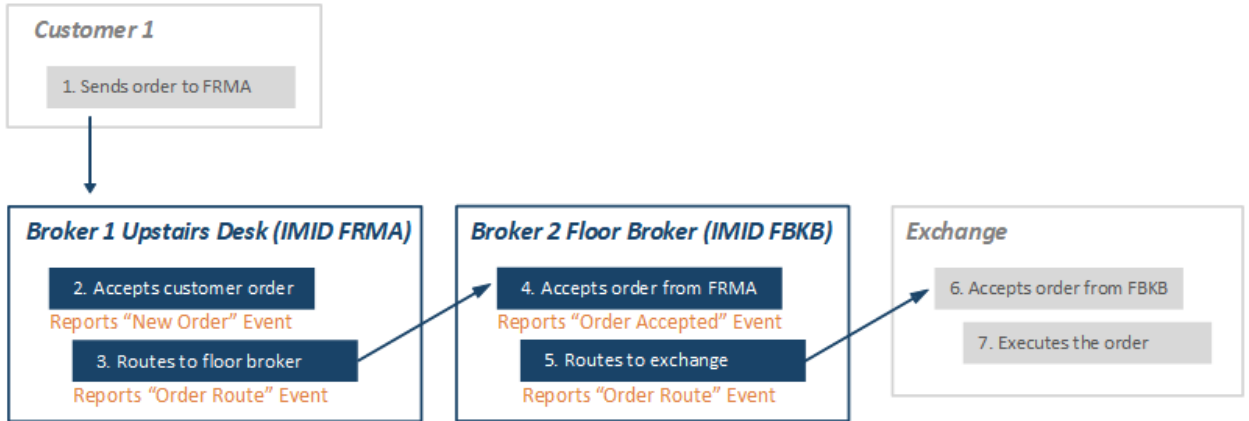 Customer 1
1. Sends order to FRMA
Broker 1 Upstairs Desk (IMID FRMA)
2. Accepts customer order
Reports “New Order” Event
3. Routes to floor broker
Reports “Order Route” Event
Broker 2 Floor Broker (IMID FBKB)
4. Accepts order from FRMA
Reports “Order Accepted” Event
5. Routes to exchange
Reports “Order Route” Event
Exchange
6. Accepts order from FBKB
7. Executes the order